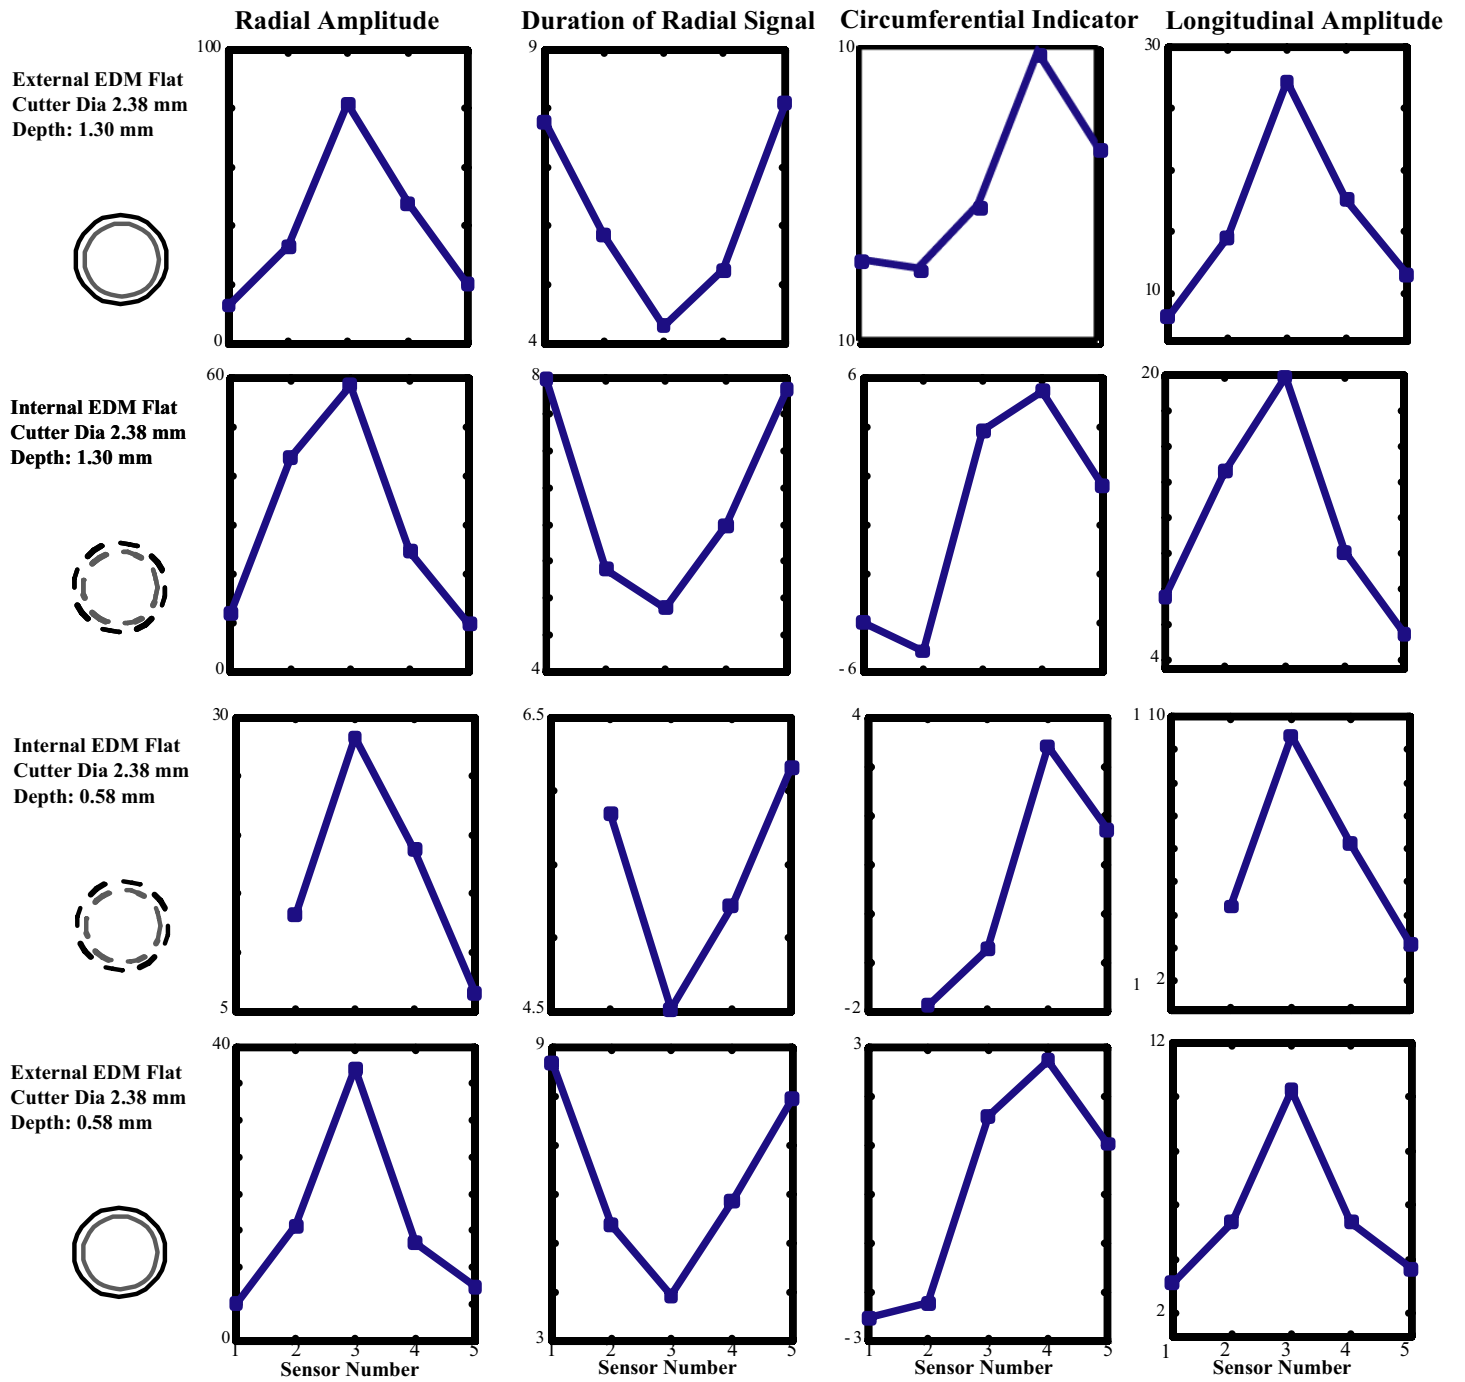 Radial Amplitude
Duration of Radial Signal
Circumferential Indicator
Longitudinal Amplitude
External EDM Flat
Cutter Dia 2.38 mm
Depth: 1.30 mm
100
0
9
4
10
10
30
10
Internal EDM Flat
Cutter Dia 2.38 mm
Depth: 1.30 mm
60
0
8
4
6
-6
20
4
Internal EDM Flat
Cutter Dia 2.38 mm
Depth: 0.58 mm
30
5
6.5
4.5
4
-2
1 10
1 2
External EDM Flat
Cutter Dia 2.38 mm
Depth: 0.58 mm
40
0
9
3
3
-3
12
2
1 2 3 4 5
Sensor Number
1 2 3 4 5
Sensor Number
1 2 3 4 5
Sensor Number
1 2 3 4 5
Sensor Number